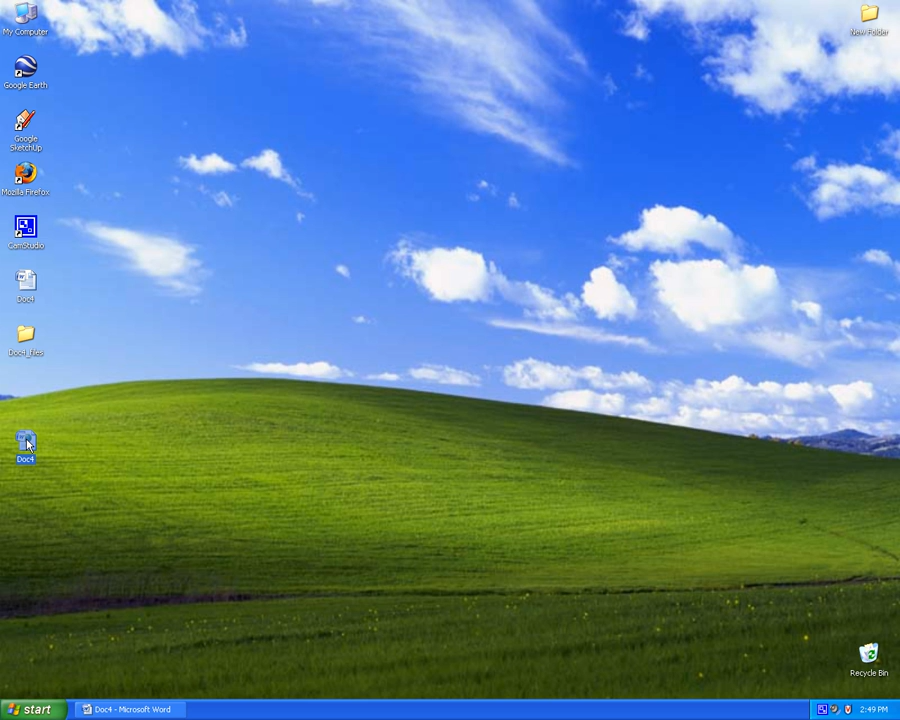 My Computer
New Folder
Google Earth
Google
SketchUp
Mozilla Firefox
CamStudio
Doc4
Doc4_files
Doc4
Recycle Bin
start
Doc4 - Microsoft Word
2:49 PM